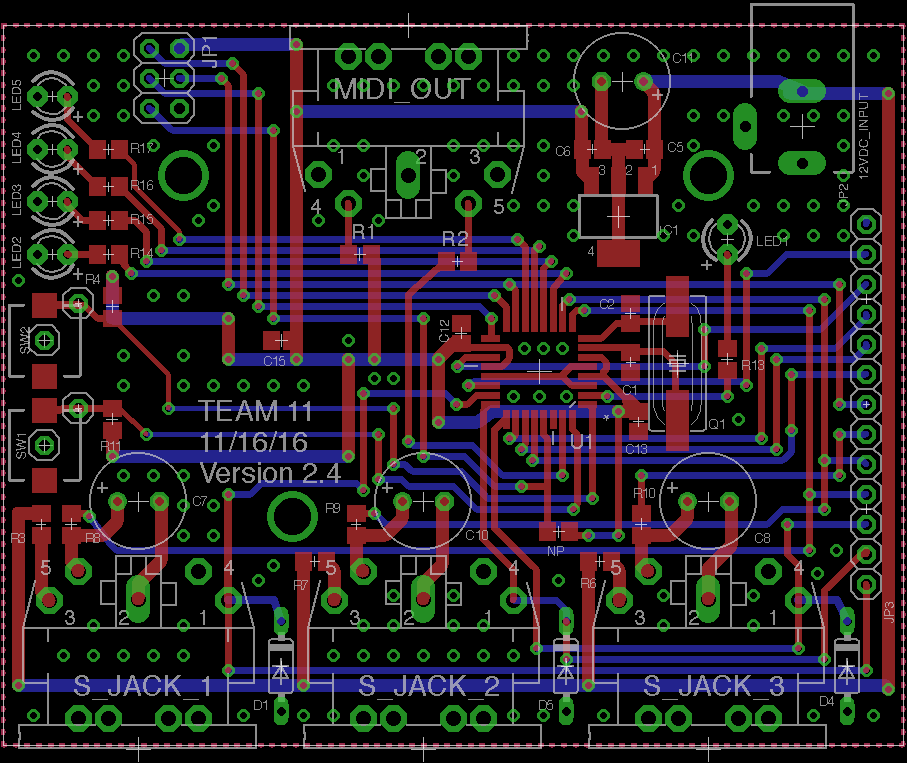 JP1
C11
LED5
MIDI_OUT
12VDC_INPUT
LED4
R17
C6
3
2
1
C5
1
2
3
R16
LED3
4
5
JP2
R15
IC1
R1
R2
LED1
LED2
R14
4
R4
C2
SW2
C12
C15
R13
C1
TEAM 11
11/16/16
Version 2.4
*
U1
C13
Q1
SW1
R11
C7
R9
C10
R10
C8
R3
R8
NP
5
4
R7
5
4
R6
5
4
3
2
1
3
2
1
3
2
1
JP3
S_JACK_1
S_JACK_2
S_JACK_3
D1
D5
D4